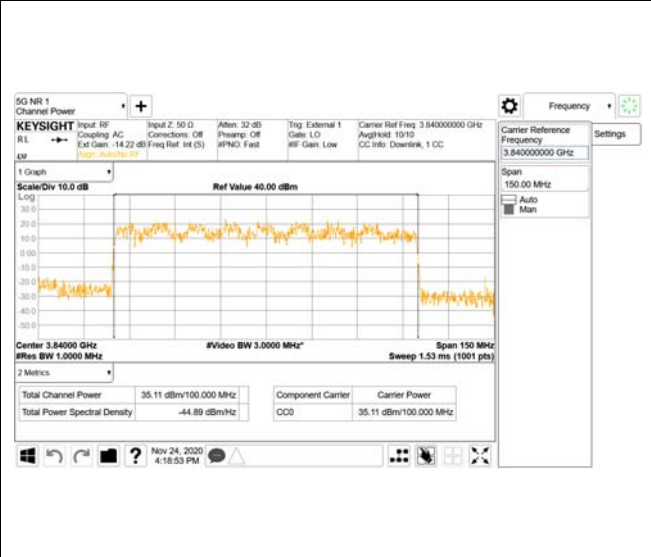 5G NR 1
Channel Power
Frequency
KEYSIGHT
RL
Input: RF
Coupling: AC
Ext Gain: -14.22 dB
Align: Auto/No RF
Input Z: 50 Ω
Corrections: Off
Freq Ref: Int (S)
Atten: 32 dB
Preamp: Off
#PNO: Fast
Trig: External 1
Gate: LO
#IF Gain: Low
Carrier Ref Freq: 3.840000000 GHz
Avg|Hold: 10/10
CC Info: Downlink, 1 CC
Carrier Reference
Frequency
3.840000000 GHz
Settings
Span
150.00 MHz
Auto
Man
1 Graph
Scale/Div 10.0 dB
Ref Value 40.00 dBm
Log
30.0
20.0
10.0
0.00
-10.0
-20.0
-30.0
-40.0
-50.0
Center 3.84000 GHz
#Video BW 3.0000 MHz*
Span 150 MHz
#Res BW 1.0000 MHz
Sweep 1.53 ms (1001 pts)
2 Metrics
Total Channel Power 35.11 dBm/100.000 MHz
Total Power Spectral Density -44.89 dBm/Hz
Component Carrier Carrier Power
CC0 35.11 dBm/100.000 MHz
Nov 24, 2020
4:18:53 PM